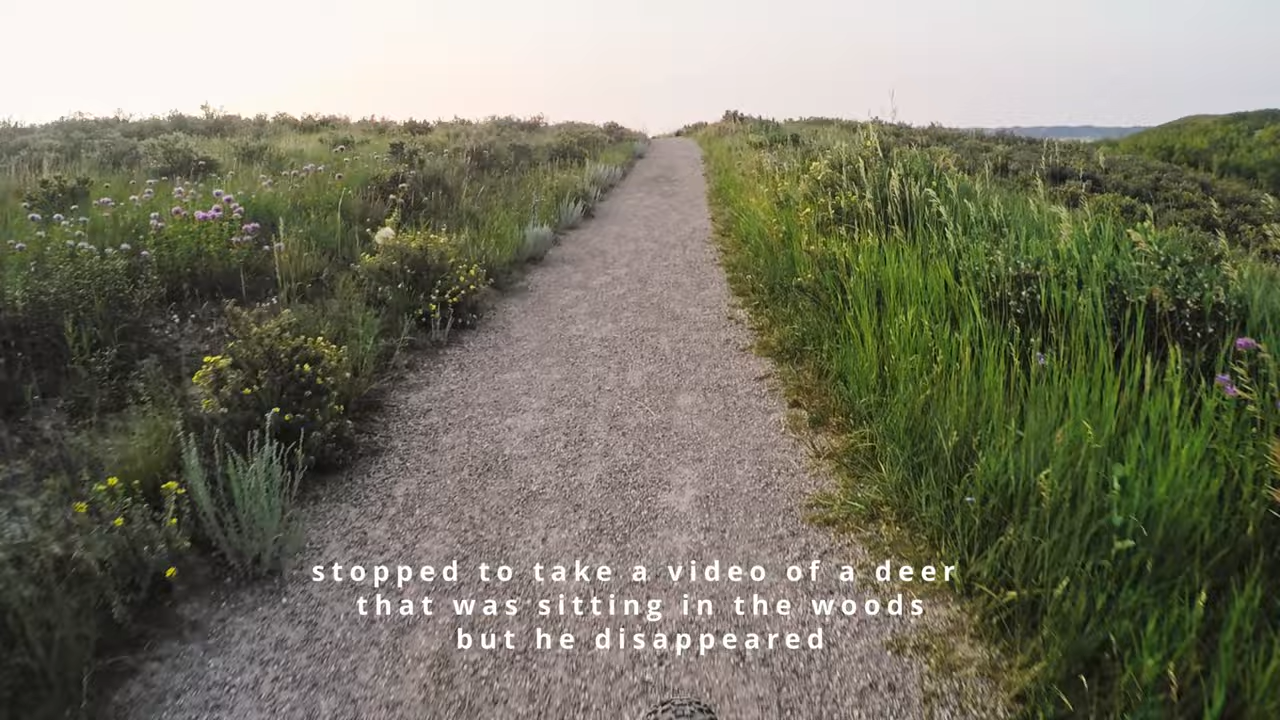 stopped to take a video of a deer
that was sitting in the woods
but he disappeared